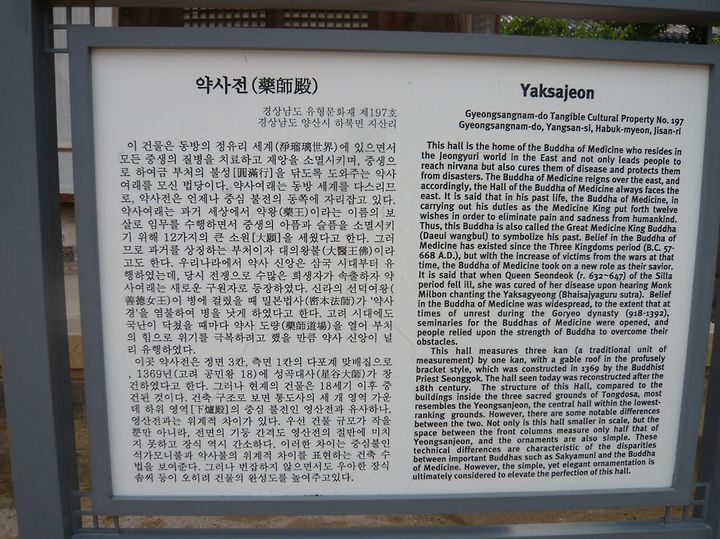 약사전(藥師殿)
경상남도 유형문화재 제197호
경상남도 양산시 하북면 지산리
이 건물은 동방의 정유리 세계(淨瑠璃世界)에 있으면서
모든 중생의 질병을 치료하고 재앙을 소멸시키며, 중생으
로 하여금 부처의 불성[圓滿行]을 닦도록 도와주는 약사
여래를 모신 법당이다. 약사여래는 동방 세계를 다스리므
로, 약사전은 언제나 중심 불전의 동쪽에 자리잡고 있다.
약사여래는 과거 세상에서 약왕(藥王)이라는 이름의 보
살로 임무를 수행하면서 중생의 아픔과 슬픔을 소멸시키
기 위해 12가지의 큰 소원[大願]을 세웠다고 한다. 그러
므로 과거를 상징하는 부처이자 대의왕불(大醫王佛)이라
고도 한다. 우리나라에서 약사 신앙은 삼국 시대부터 유
행하였는데, 당시 전쟁으로 수많은 희생자가 속출하자 약
사여래는 새로운 구원자로 등장하였다. 신라의 선덕여왕
(善德女王)이 병에 걸렸을 때 밀본법사(密本法師)가 '약사
경'을 염불하여 병을 낫게 하였다고 한다. 고려 시대에도
국난이 닥쳤을 때마다 약사 도량(藥師道場)을 열어 부처
의 힘으로 위기를 극복하려고 했을 만큼 약사 신앙이 널
리 유행하였다.
이곳 약사전은 정면 3칸, 측면 1칸의 다포계 맞배집으로
, 1369년(고려 공민왕 18)에 성곡대사(星谷大師)가 창
건하였다고 한다. 그러나 현재의 건물은 18세기 이후 중
건된 것이다. 건축 구조로 보면 통도사의 세 개 영역 가운
데 하위 영역[下爐殿]의 중심 불전인 영산전과 유사하나,
영산전과는 위계적 차이가 있다. 우선 건물 규모가 작을
뿐만 아니라, 전면의 기둥 간격도 영산전의 절반에 미치
지 못하고 장식 역시 간소하다. 이러한 차이는 중심불인
석가모니불과 약사불의 위계적 차이를 표현하는 건축 수
법을 보여준다. 그러나 번잡하지 않으면서도 우아한 장식
솜씨 등이 오히려 건물의 완성도를 높여주고있다.
Yaksajeon
Gyeongsangnam-do Tangible Cultural Property No. 197
Gyeongsangnam-do, Yangsan-si, Habuk-myeon, Jisan-ri
This hall is the home of the Buddha of Medicine who resides in
the Jeongyuri world in the East and not only leads people to
reach nirvana but also cures them of disease and protects them
from disasters. The Buddha of Medicine reigns over the east, and
accordingly, the Hall of the Buddha of Medicine always faces the
east. It is said that in his past life, the Buddha of Medicine, in
carrying out his duties as the Medicine King put forth twelve
wishes in order to eliminate pain and sadness from humankind.
Thus, this Buddha is also called the Great Medicine King Buddha
(Daeui wangbul) to symbolize his past. Belief in the Buddha of
Medicine has existed since the Three Kingdoms period (B.C. 57-
668 A.D.), but with the increase of victims from the wars at that
time, the Buddha of Medicine took on a new role as their savior.
It is said that when Queen Seondeok (r. 632~647) of the Silla
period fell ill, she was cured of her disease upon hearing Monk
Milbon chanting the Yaksagyeong (Bhaisajyaguru sutra). Belief
in the Buddha of Medicine was widespread, to the extent that at
times of unrest during the Goryeo dynasty (918-1392),
seminaries for the Buddhas of Medicine were opened, and
people relied upon the strength of Buddha to overcome their
obstacles.
This hall measures three kan (a traditional unit of
measurement) by one kan, with a gable roof in the profusely
bracket style, which was constructed in 1369 by the Buddhist
Priest Seonggok. The hall seen today was reconstructed after the
18th century. The structure of this Hall, compared to the
buildings inside the three sacred grounds of Tongdosa, most
resembles the Yeongsanjeon, the central hall within the lowest-
ranking grounds. However, there are some notable differences
between the two. Not only is this hall smaller in scale, but the
space between the front columns measure only half that of
Yeongsanjeon, and the ornaments are also simple. These
technical differences are characteristic of the disparities
between important Buddhas such as Sakyamuni and the Buddha
of Medicine. However, the simple, yet elegant ornamentation is
ultimately considered to elevate the perfection of this hall.